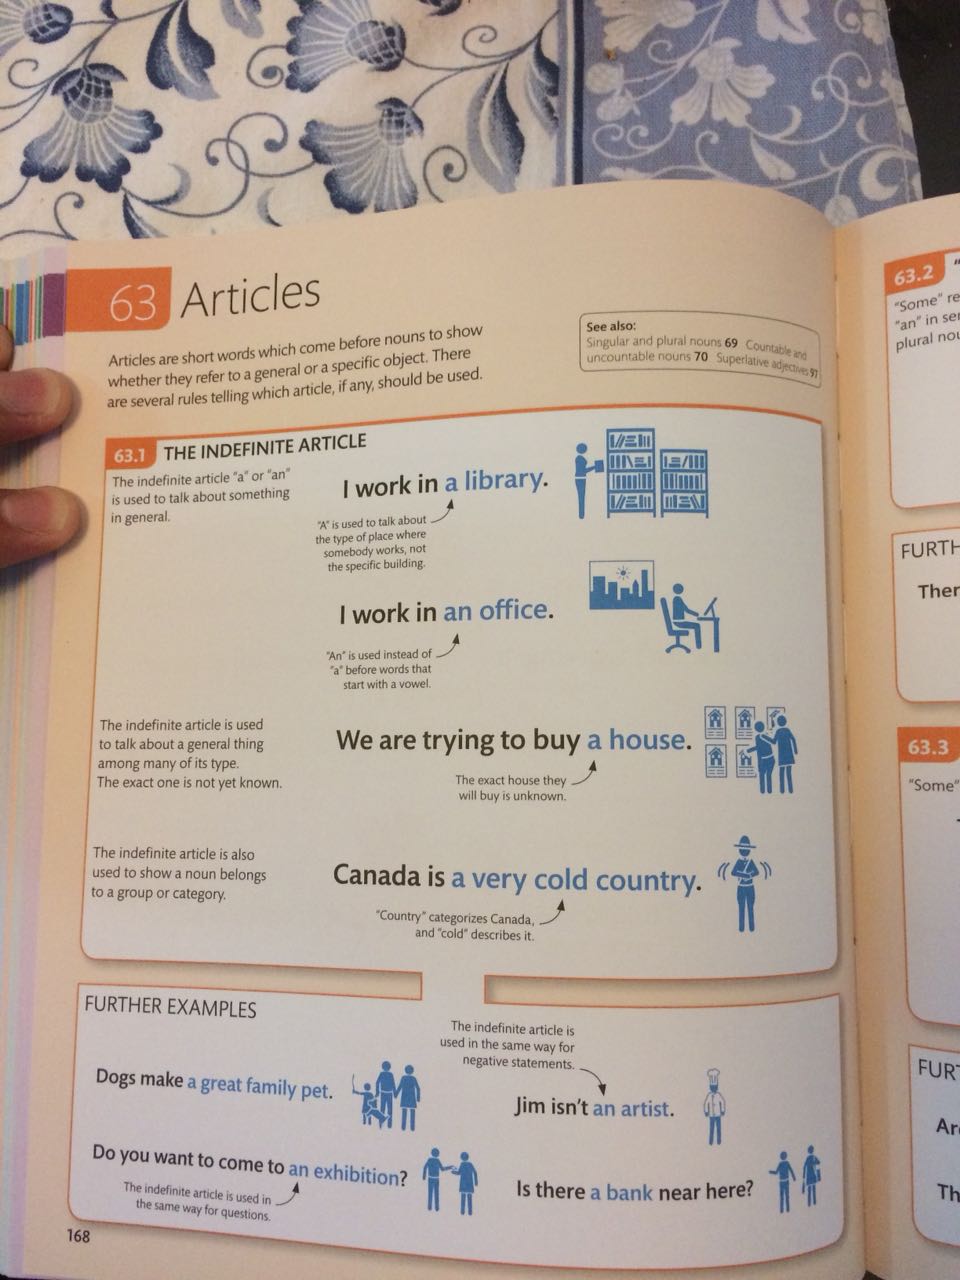 63 Articles
Articles are short words which come before nouns to show
whether they refer to a general or a specific object. There
are several rules telling which article, if any, should be used.
See also:
Singular and plural nouns 69 Countable and
uncountable nouns 70 Superlative adjectives 97
63.1 THE INDEFINITE ARTICLE
The indefinite article "a" or "an"
is used to talk about something
in general.
I work in a library.
"A" is used to talk about
the type of place where
somebody works, not
the specific building.
I work in an office.
"An" is used instead of
"a" before words that
start with a vowel.
The indefinite article is used
to talk about a general thing
among many of its type.
The exact one is not yet known.
We are trying to buy a house.
The exact house they
will buy is unknown.
The indefinite article is also
used to show a noun belongs
to a group or category.
Canada is a very cold country.
"Country" categorizes Canada,
and "cold" describes it.
FURTHER EXAMPLES
Dogs make a great family pet.
The indefinite article is
used in the same way for
negative statements.
Jim isn't an artist.
Do you want to come to an exhibition?
The indefinite article is used in
the same way for questions.
Is there a bank near here?
168
63.2
"Some"
"an" in
plural
63.3
"Some"